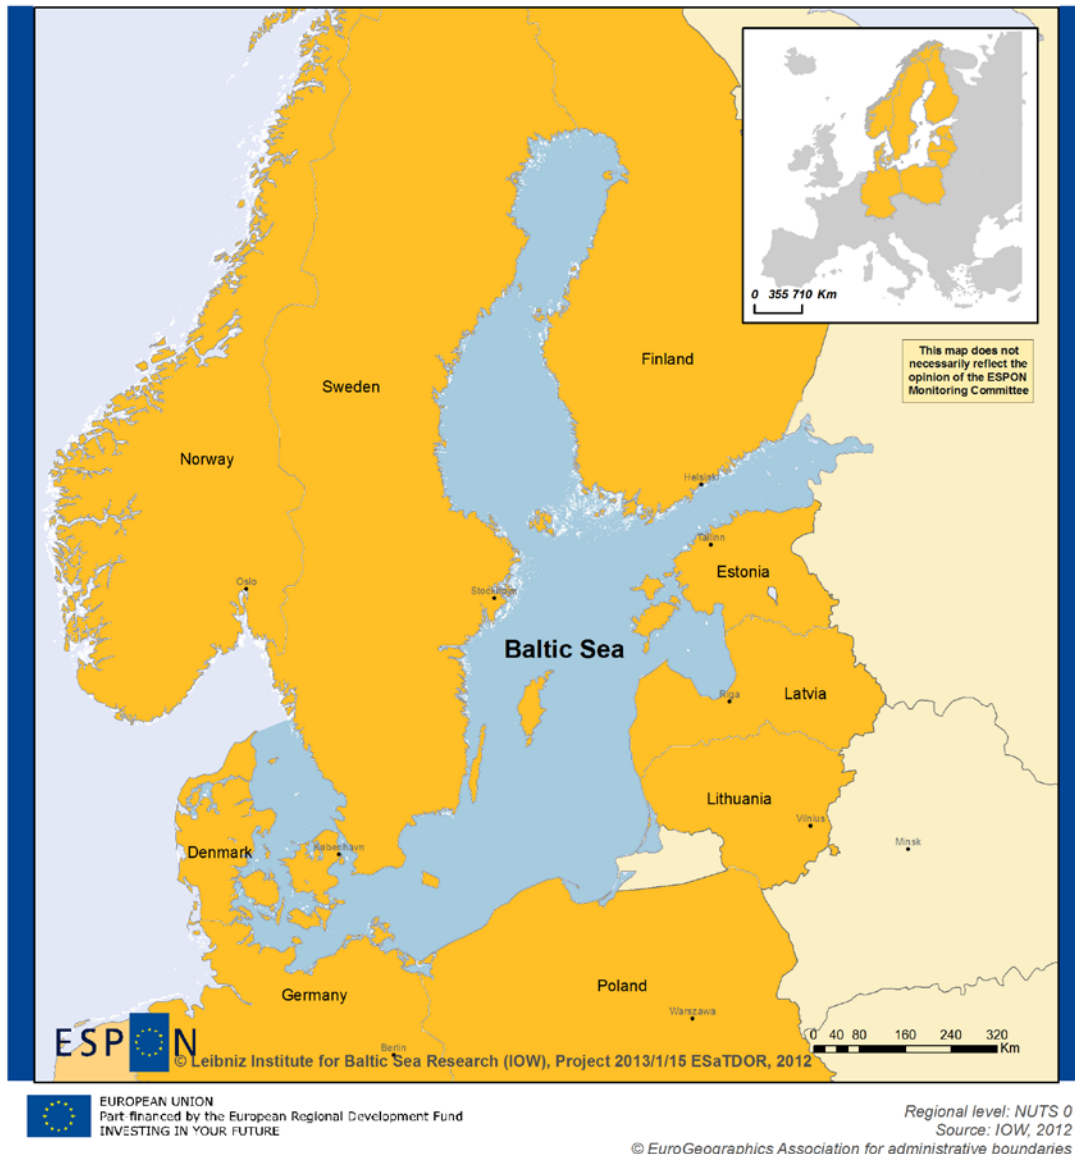 0 355 710 Km
This map does not
necessarily reflect the
opinion of the ESPON
Monitoring Committee
Finland
Sweden
Norway
Helsinki
Tallinn
Estonia
Oslo
Stockholm
Baltic Sea
Riga
Latvia
Lithuania
Vilnius
Denmark
København
Minsk
Germany
Poland
Warszawa
Berlin
0 40 80 160 240 320
Km
ESPON
© Leibniz Institute for Baltic Sea Research (IOW), Project 2013/1/15 ESaTDOR, 2012
EUROPEAN UNION
Part-financed by the European Regional Development Fund
INVESTING IN YOUR FUTURE
Regional level: NUTS 0
Source: IOW, 2012
© EuroGeographics Association for administrative boundaries